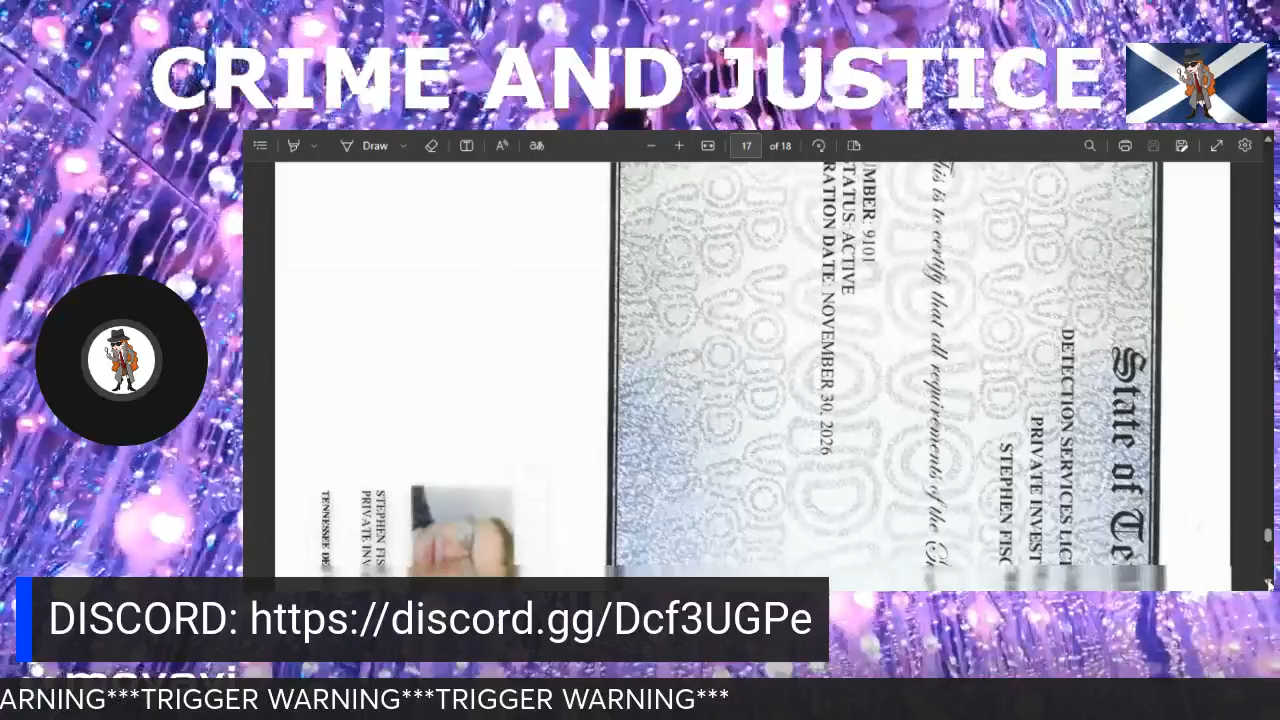 CRIME AND JUSTICE
Draw
17 of 18
State of Te
DETECTION SERVICES LICE
PRIVATE INVEST
STEPHEN FISC
This is to certify that all requirements of the
MBER: 9101
TATUS: ACTIVE
RATION DATE: NOVEMBER 30, 2026
STEPHEN FIS
PRIVATE INV
TENNESSEE DE
DISCORD: https://discord.gg/Dcf3UGPe
ARNING***TRIGGER WARNING***TRIGGER WARNING***